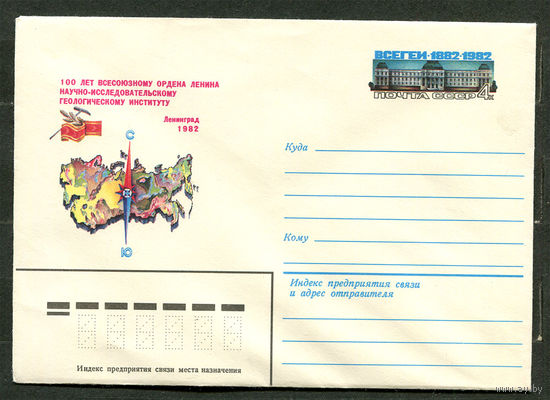 100 ЛЕТ ВСЕСОЮЗНОМУ ОРДЕНА ЛЕНИНА
НАУЧНО-ИССЛЕДОВАТЕЛЬСКОМУ
ГЕОЛОГИЧЕСКОМУ ИНСТИТУТУ
Ленинград
1982
С
Ю
ВСЕГЕИ·1882·1982
ПОЧТА СССР 4к
Куда
Кому
Индекс предприятия связи
и адрес отправителя
Индекс предприятия связи места назначения